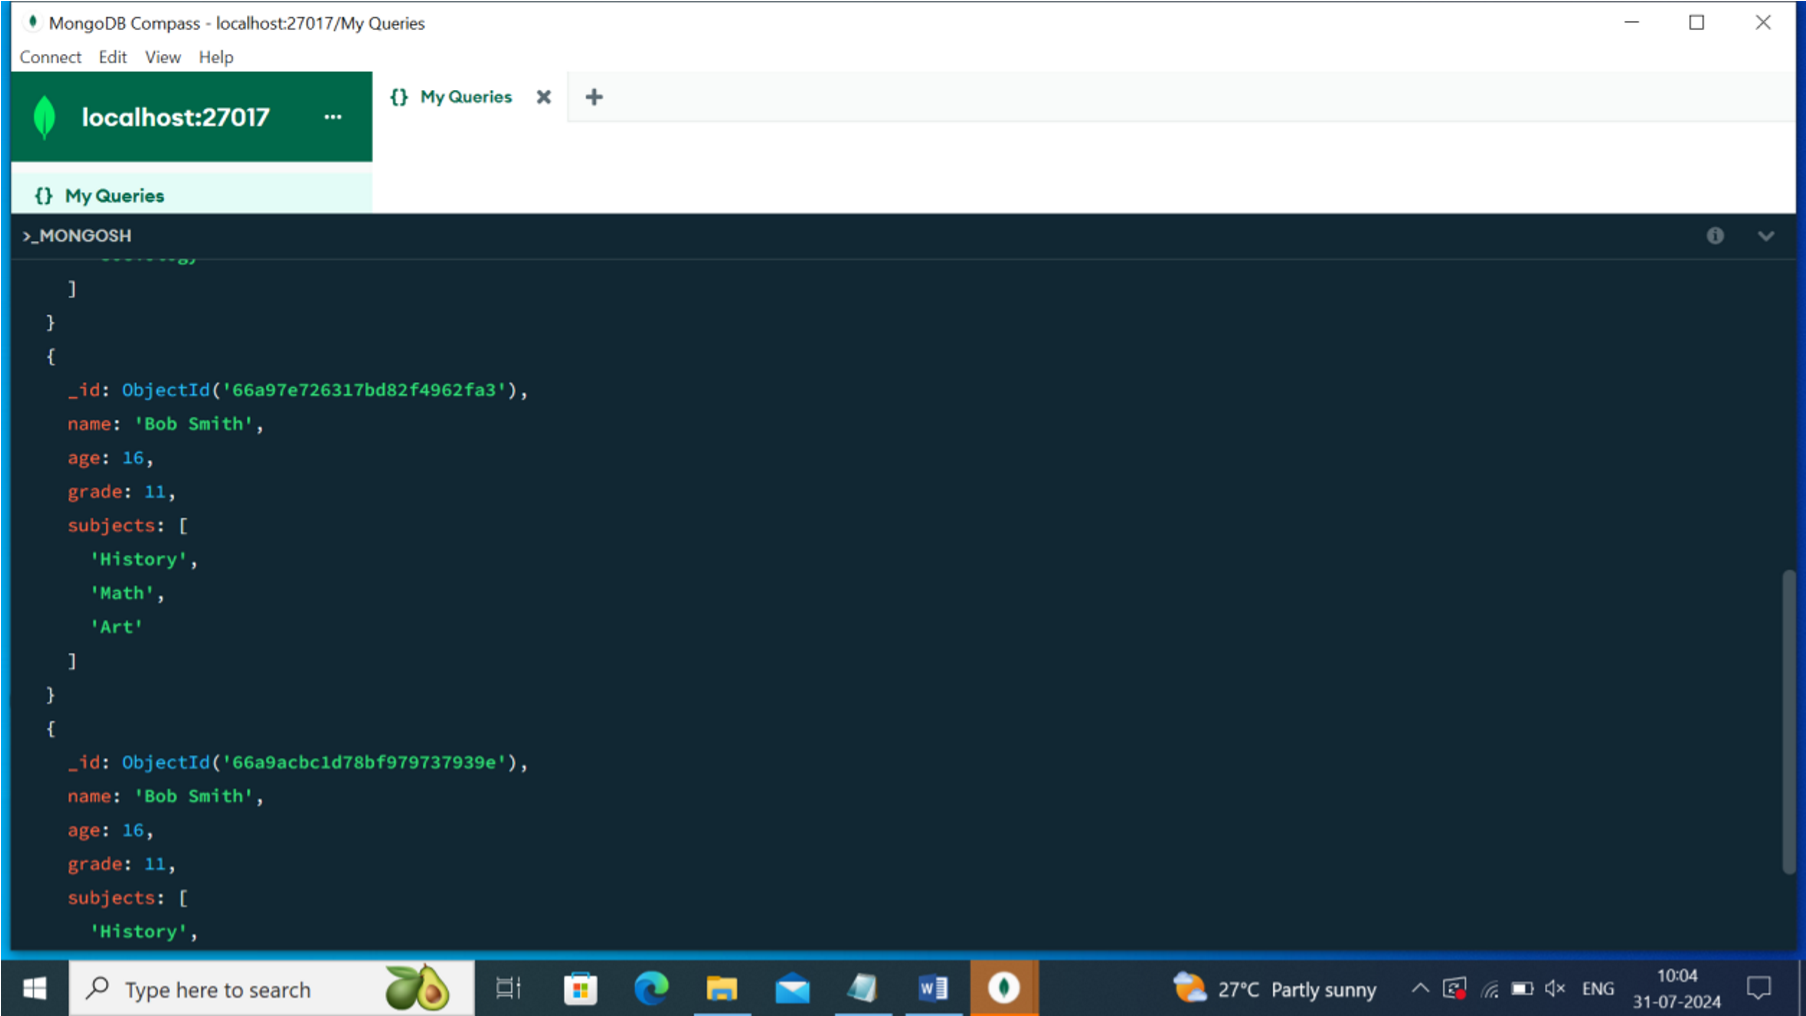 MongoDB Compass - localhost:27017/My Queries
Connect Edit View Help
localhost:27017 ...
{} My Queries
{} My Queries
>_MONGOSH
]
}
{
_id: ObjectId('66a97e726317bd82f4962fa3'),
name: 'Bob Smith',
age: 16,
grade: 11,
subjects: [
'History',
'Math',
'Art'
]
}
{
_id: ObjectId('66a9acbc1d78bf979737939e'),
name: 'Bob Smith',
age: 16,
grade: 11,
subjects: [
'History',
Type here to search
27°C Partly sunny
ENG
10:04
31-07-2024